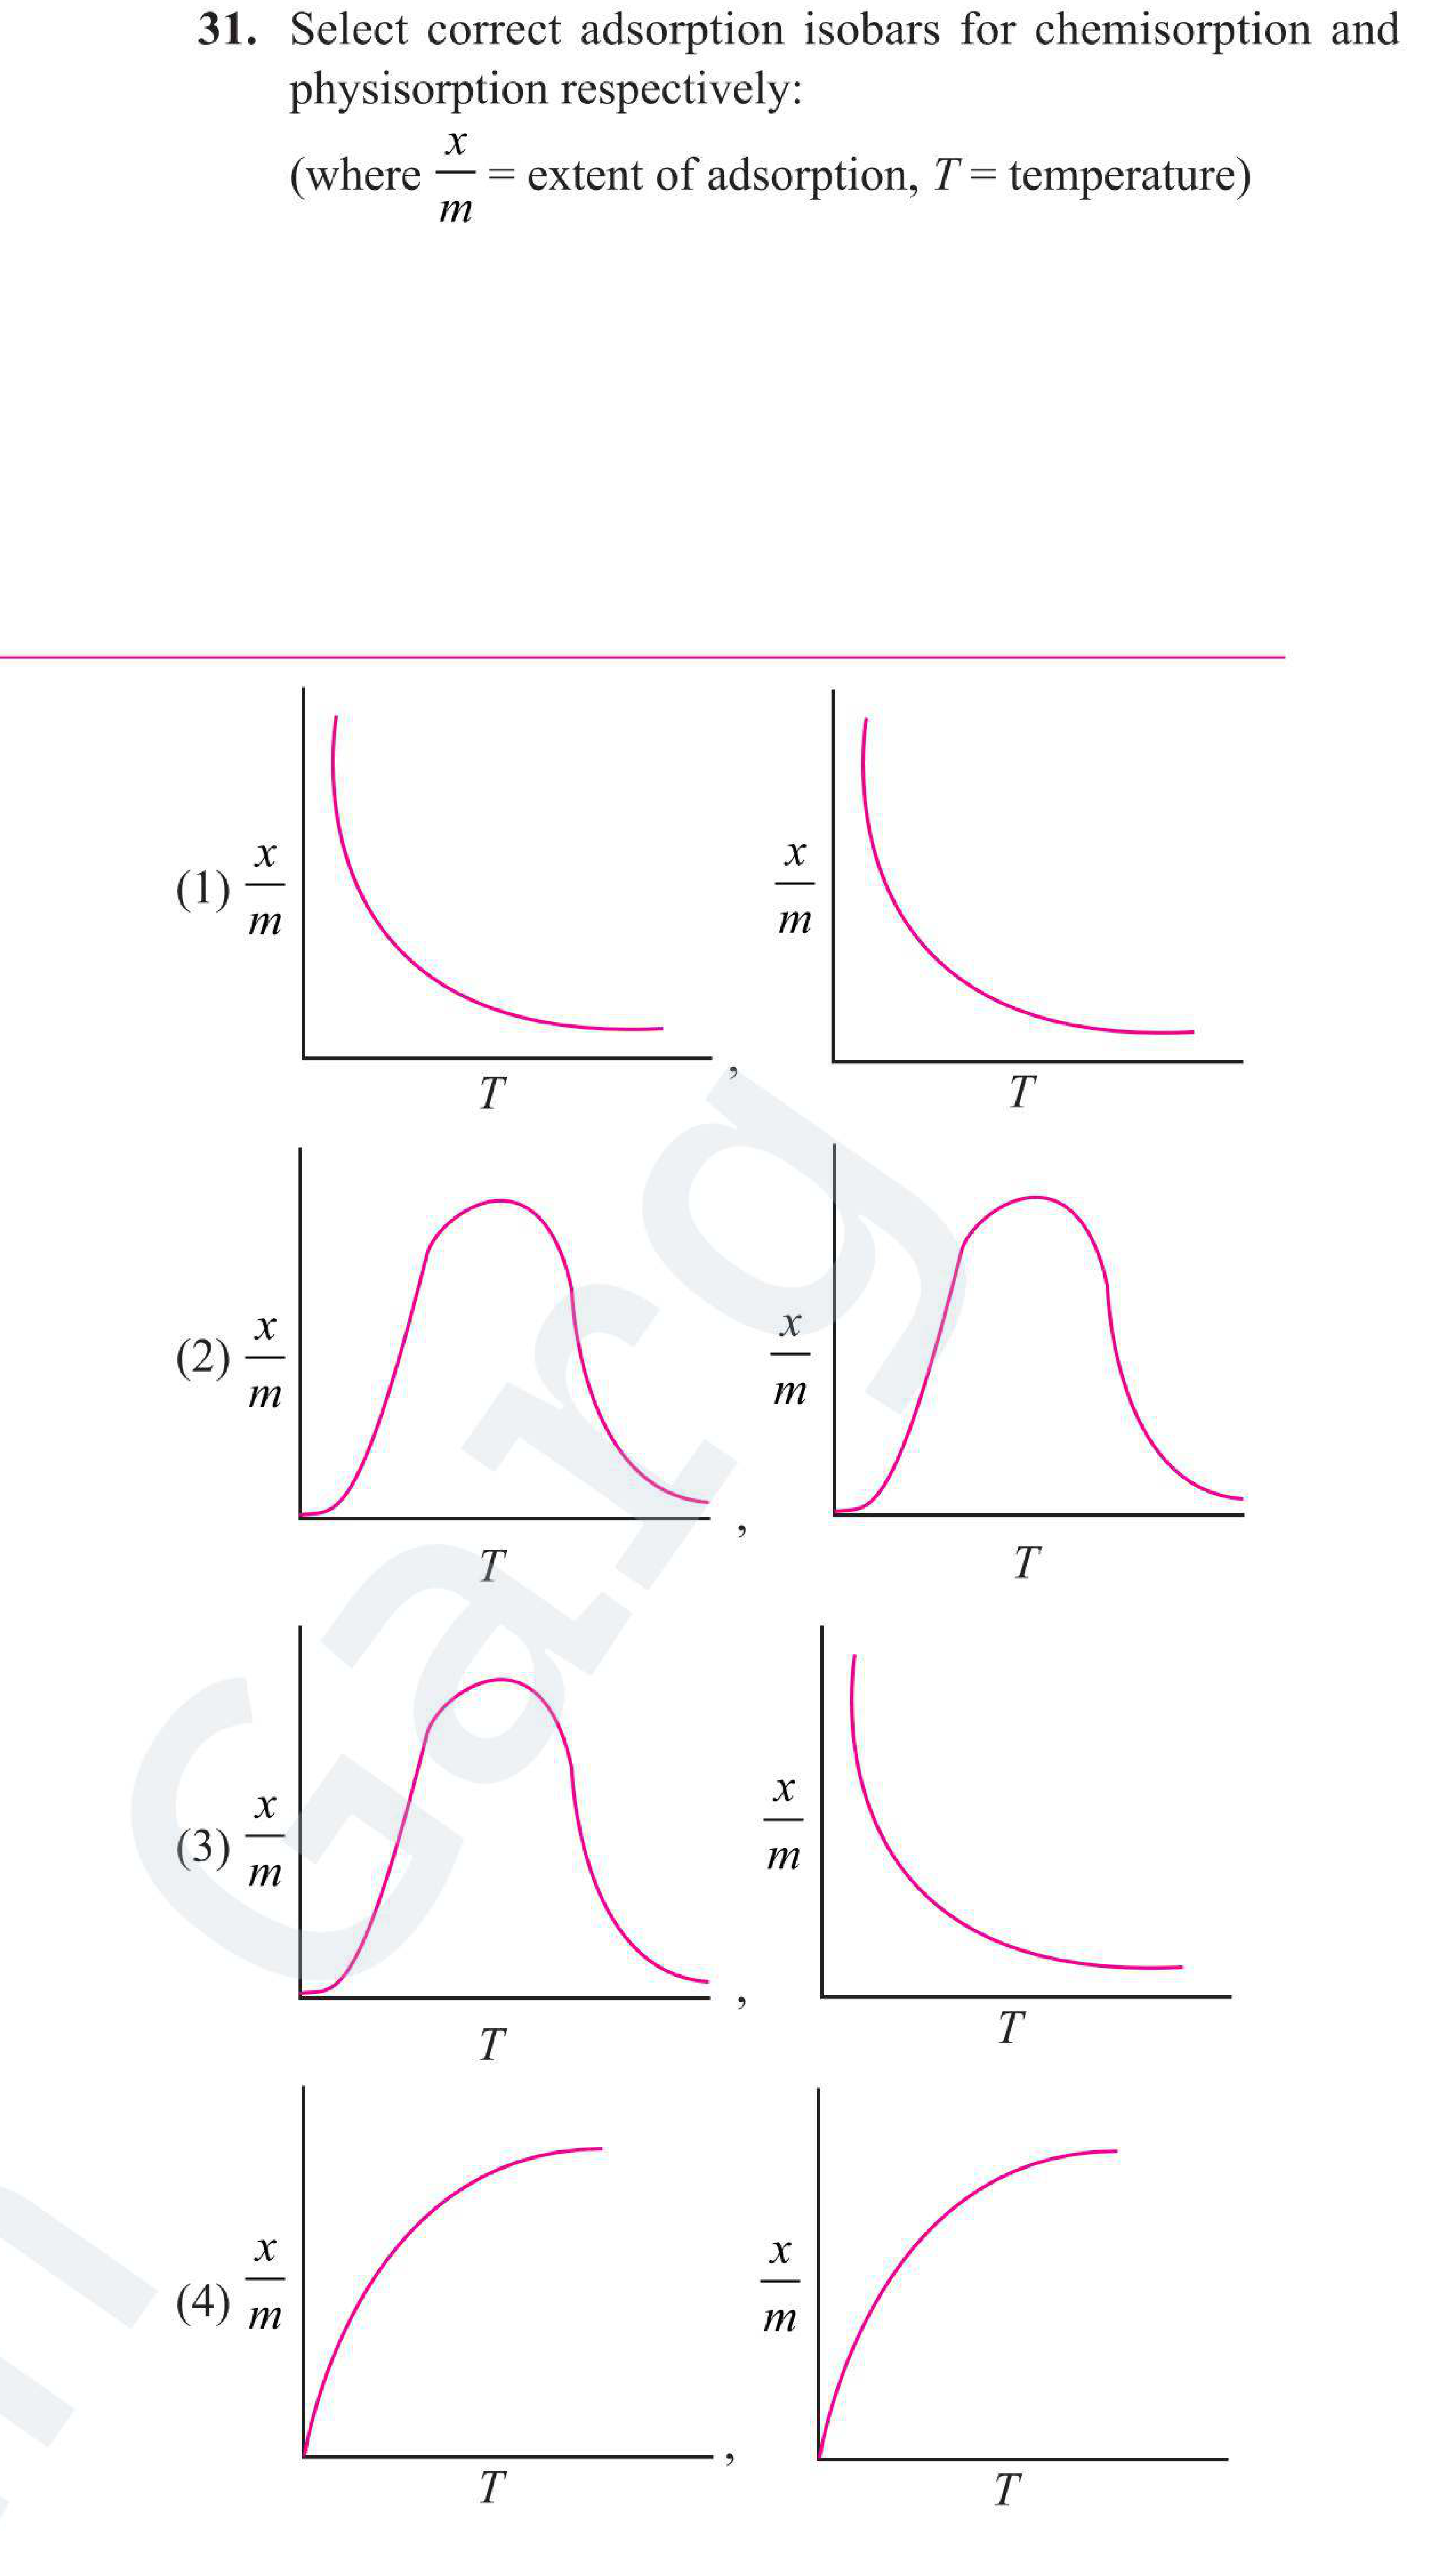 31. Select correct adsorption isobars for chemisorption and
physisorption respectively:
(where x/m = extent of adsorption, T = temperature)
(1) x/m T , x/m T
(2) x/m T , x/m T
(3) x/m T , x/m T
(4) x/m T , x/m T
Garg